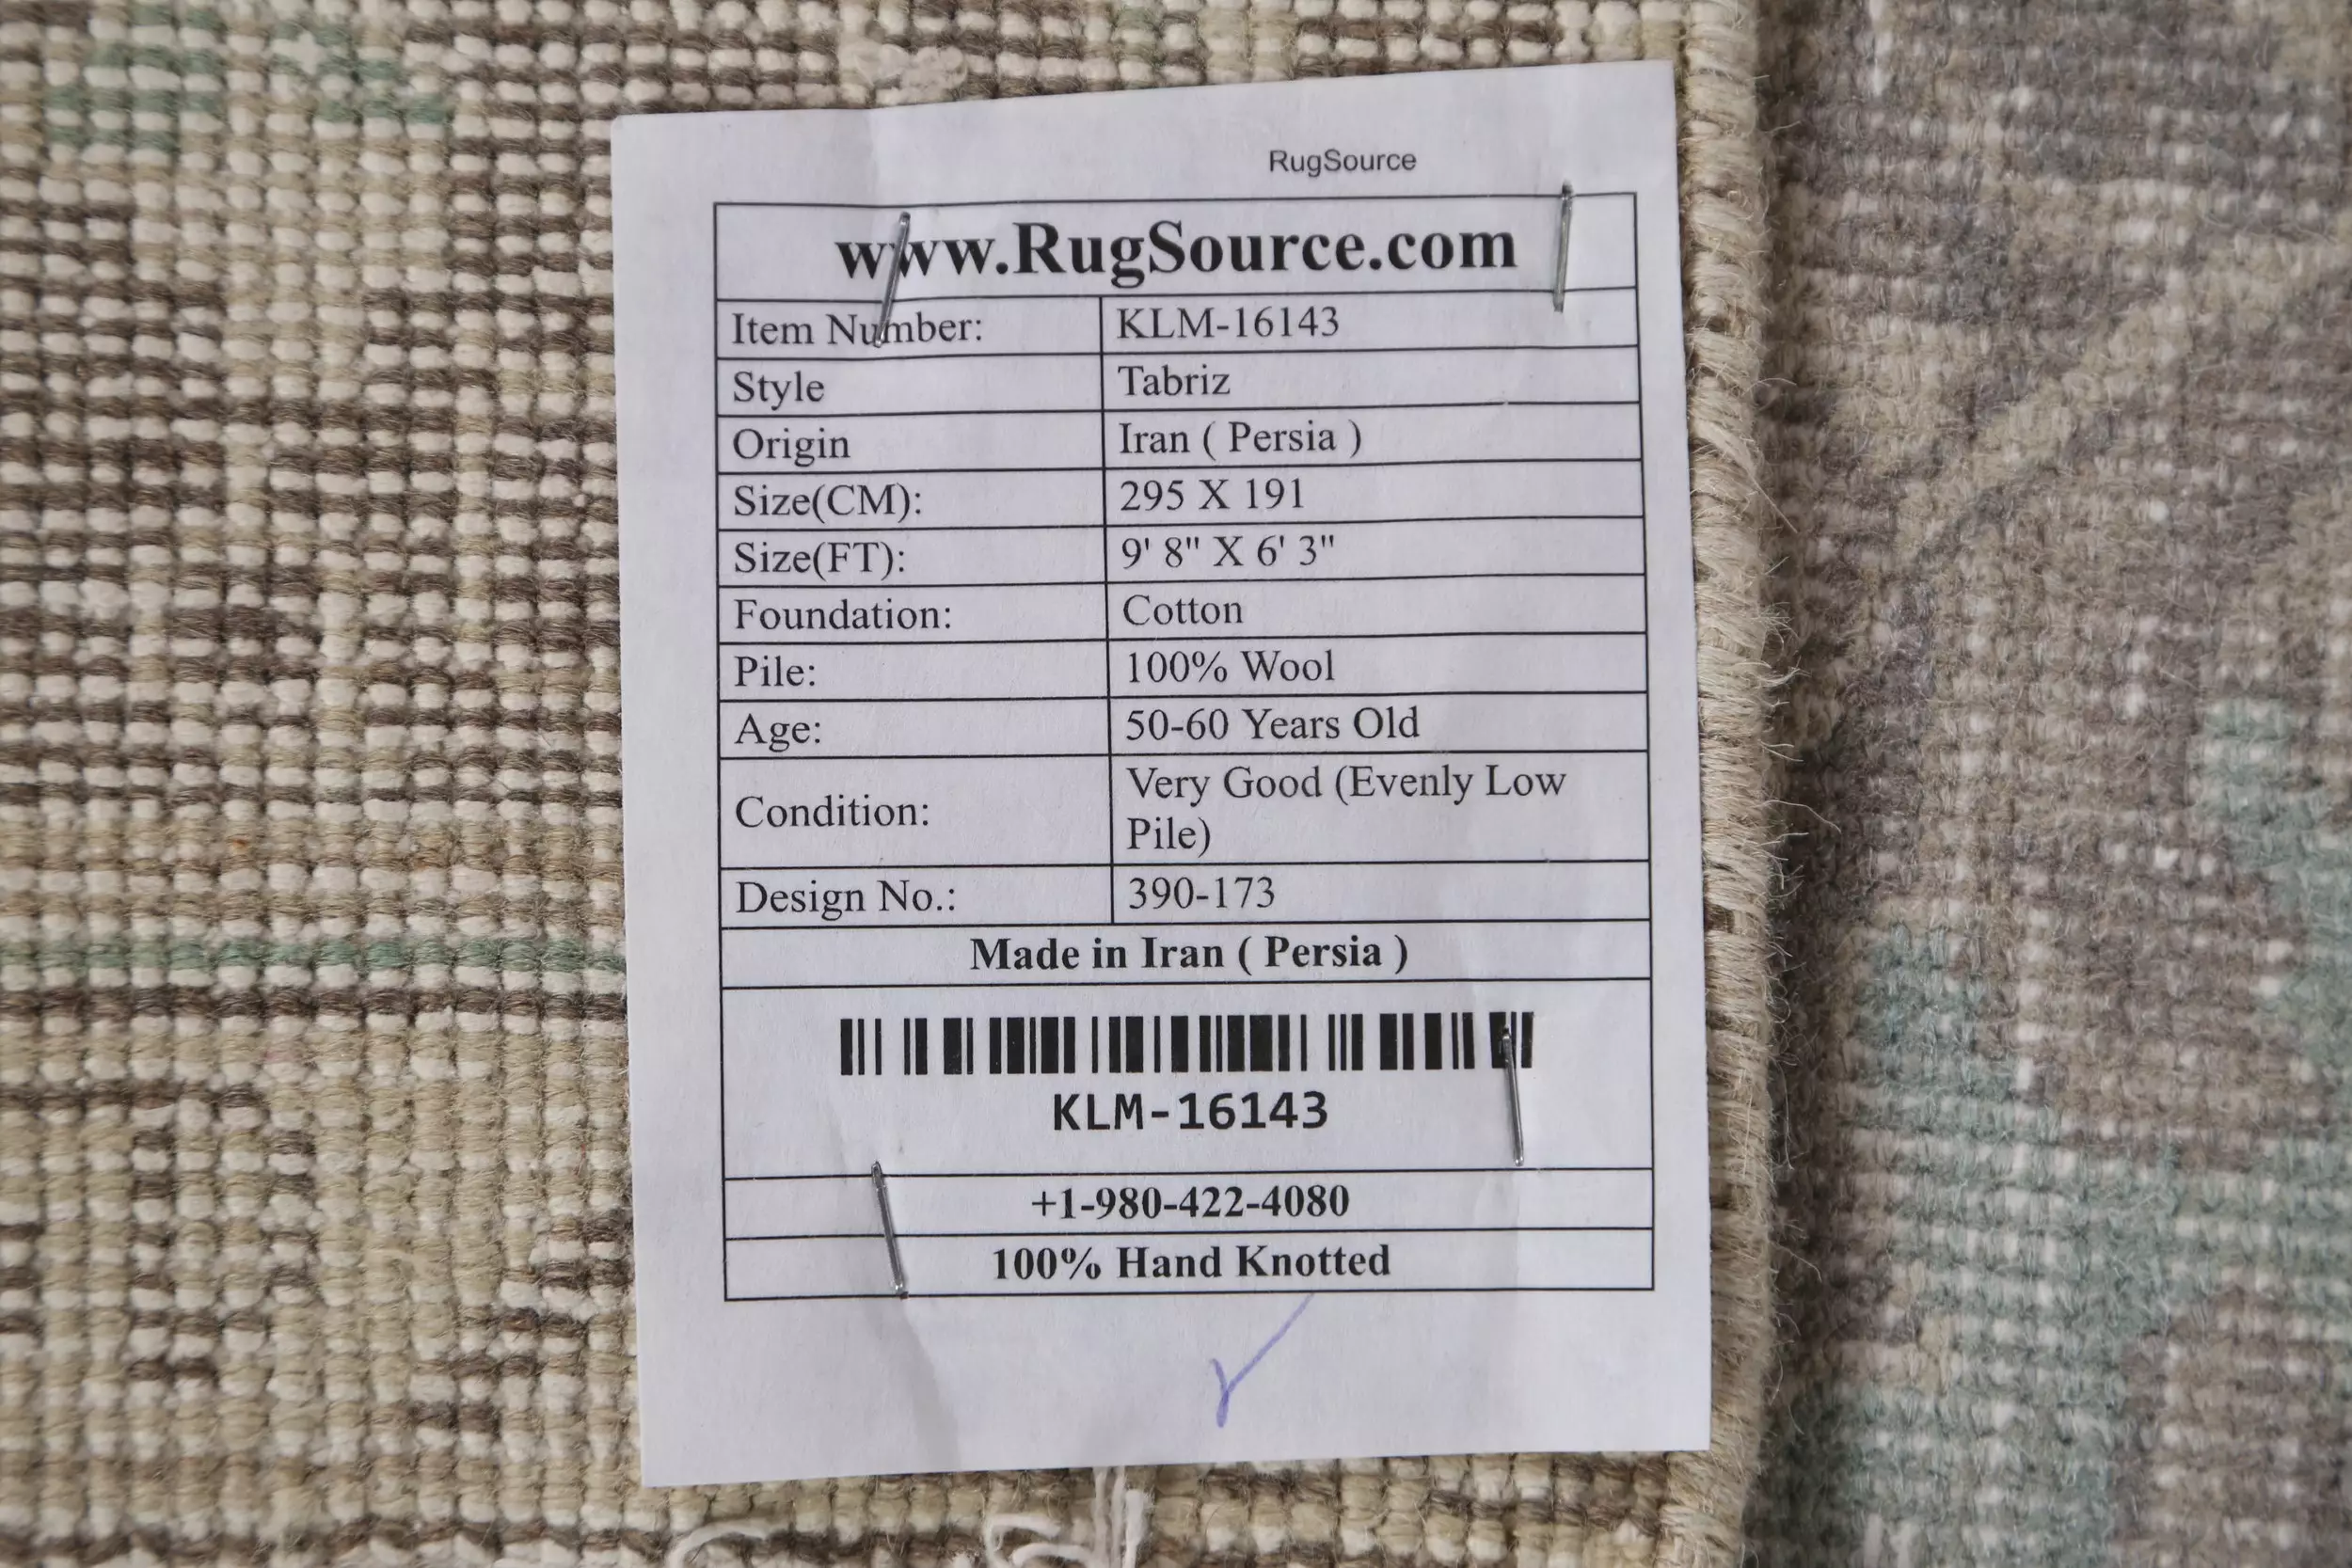 RugSource
www.RugSource.com
Item Number: KLM-16143
Style Tabriz
Origin Iran ( Persia )
Size(CM): 295 X 191
Size(FT): 9' 8" X 6' 3"
Foundation: Cotton
Pile: 100% Wool
Age: 50-60 Years Old
Condition: Very Good (Evenly Low
Pile)
Design No.: 390-173
Made in Iran ( Persia )
KLM-16143
+1-980-422-4080
100% Hand Knotted